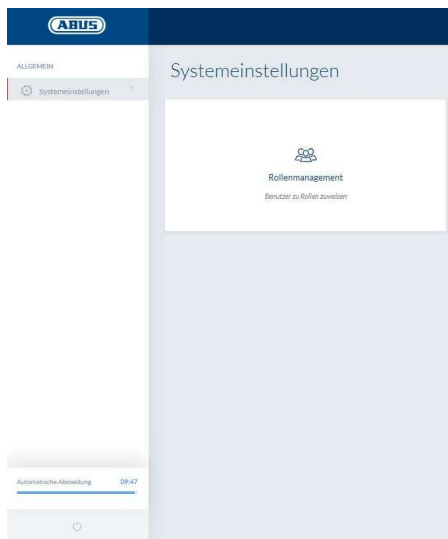 ABUS
ALLGEMEIN
Systemeinstellungen
Systemeinstellungen
Rollenmanagement
Benutzer zu Rollen zuweisen
Automatische Abmeldung 09:47